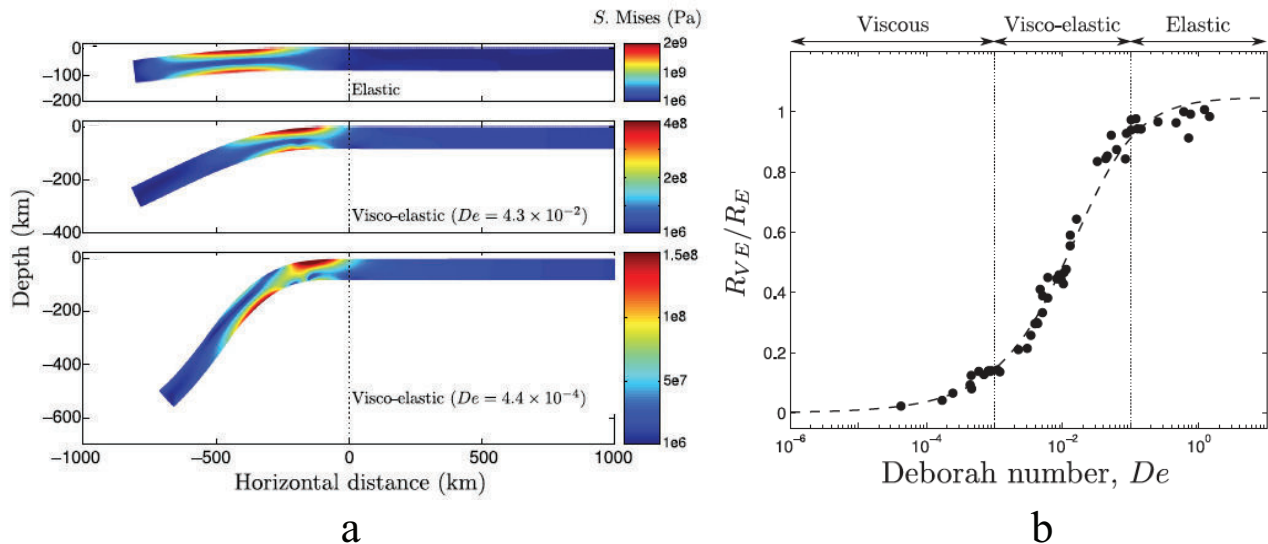 S. Mises (Pa)
0
−100
−200
Elastic
2e9
1e9
1e6
0
−200
−400
Visco-elastic (De = 4.3 × 10⁻²)
4e8
2e8
1e6
Depth (km)
0
−200
−400
−600
Visco-elastic (De = 4.4 × 10⁻⁴)
1.5e8
1e8
5e7
1e6
−1000 −500 0 500 1000
Horizontal distance (km)
a
Viscous Visco-elastic Elastic
R_VE/R_E
1
0.8
0.6
0.4
0.2
0
10⁻⁶ 10⁻⁴ 10⁻² 10⁰
Deborah number, De
b